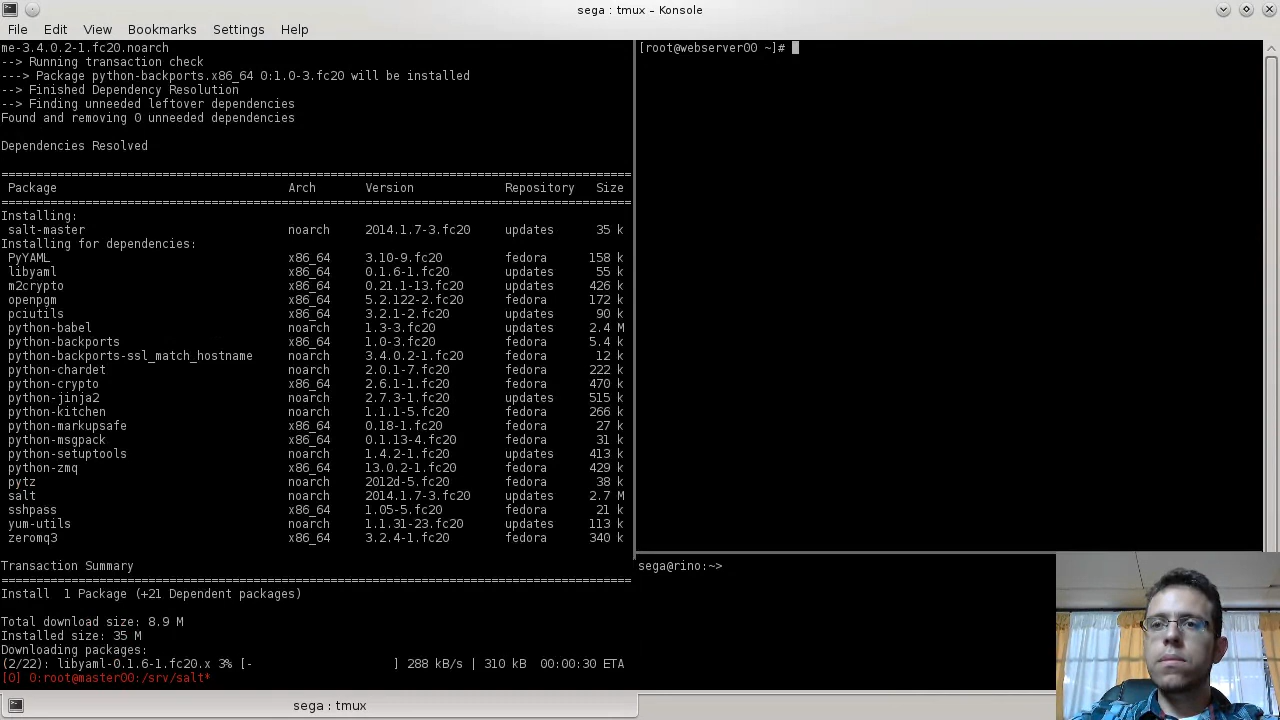 sega : tmux – Konsole
File Edit View Bookmarks Settings Help
me-3.4.0.2-1.fc20.noarch
--> Running transaction check
---> Package python-backports.x86_64 0:1.0-3.fc20 will be installed
--> Finished Dependency Resolution
--> Finding unneeded leftover dependencies
Found and removing 0 unneeded dependencies
Dependencies Resolved
================================================================================
Package Arch Version Repository Size
================================================================================
Installing:
salt-master noarch 2014.1.7-3.fc20 updates 35 k
Installing for dependencies:
PyYAML x86_64 3.10-9.fc20 fedora 158 k
libyaml x86_64 0.1.6-1.fc20 updates 55 k
m2crypto x86_64 0.21.1-13.fc20 updates 426 k
openpgm x86_64 5.2.122-2.fc20 fedora 172 k
pciutils x86_64 3.2.1-2.fc20 updates 90 k
python-babel noarch 1.3-3.fc20 updates 2.4 M
python-backports x86_64 1.0-3.fc20 fedora 5.4 k
python-backports-ssl_match_hostname noarch 3.4.0.2-1.fc20 fedora 12 k
python-chardet noarch 2.0.1-7.fc20 fedora 222 k
python-crypto x86_64 2.6.1-1.fc20 fedora 470 k
python-jinja2 noarch 2.7.3-1.fc20 updates 515 k
python-kitchen noarch 1.1.1-5.fc20 fedora 266 k
python-markupsafe x86_64 0.18-1.fc20 fedora 27 k
python-msgpack x86_64 0.1.13-4.fc20 fedora 31 k
python-setuptools noarch 1.4.2-1.fc20 updates 413 k
python-zmq x86_64 13.0.2-1.fc20 fedora 429 k
pytz noarch 2012d-5.fc20 fedora 38 k
salt noarch 2014.1.7-3.fc20 updates 2.7 M
sshpass x86_64 1.05-5.fc20 fedora 21 k
yum-utils noarch 1.1.31-23.fc20 updates 113 k
zeromq3 x86_64 3.2.4-1.fc20 fedora 340 k
Transaction Summary
================================================================================
Install 1 Package (+21 Dependent packages)
Total download size: 8.9 M
Installed size: 35 M
Downloading packages:
(2/22): libyaml-0.1.6-1.fc20.x 3% [- ] 288 kB/s | 310 kB 00:00:30 ETA
[0] 0:root@master00:/srv/salt*
[root@webserver00 ~]#
sega@rino:~>
sega : tmux